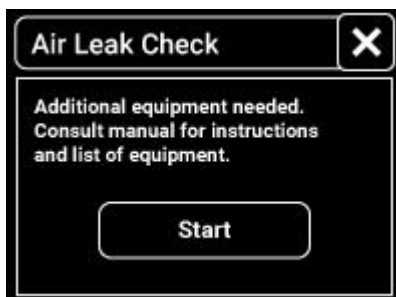 Air Leak Check
Additional equipment needed.
Consult manual for instructions
and list of equipment.
Start